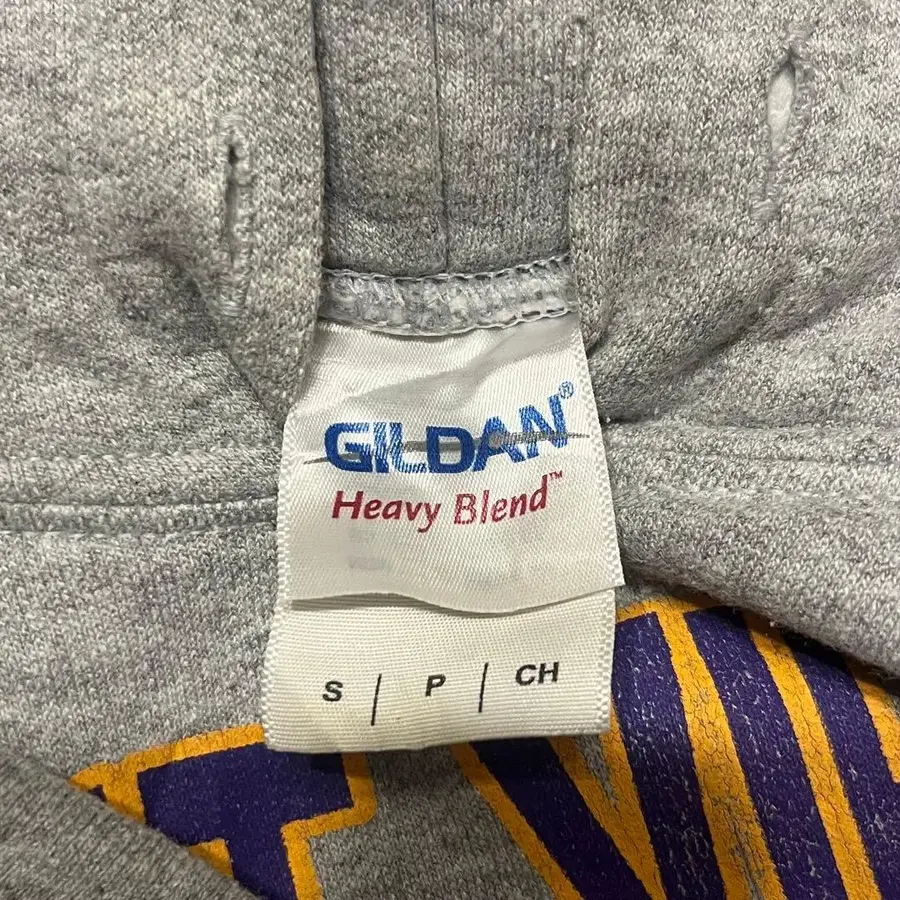 GILDAN®
Heavy Blend™
S | P | CH